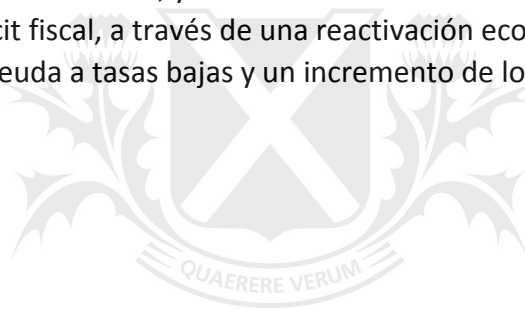 cit fiscal, a través de una reactivación eco
euda a tasas bajas y un incremento de lo
QUAERERE VERUM